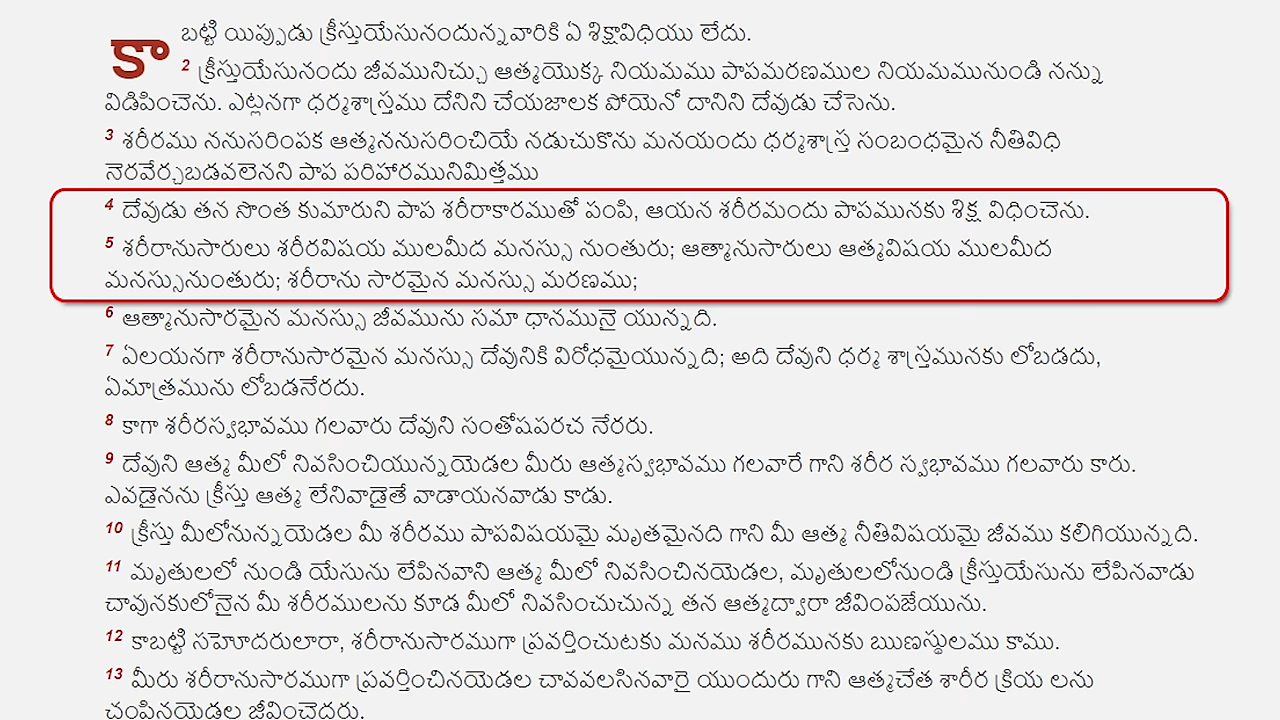 కాబట్టి యిప్పుడు క్రీస్తుయేసునందున్నవారికి ఏ శిక్షావిధియు లేదు.
2 క్రీస్తుయేసునందు జీవమునిచ్చు ఆత్మయొక్క నియమము పాపమరణముల నియమమునుండి నన్ను
విడిపించెను. ఎట్లనగా ధర్మశాస్త్రము దేనిని చేయజాలక పోయెనో దానిని దేవుడు చేసెను.
3 శరీరము ననుసరింపక ఆత్మననుసరించియే నడుచుకొను మనయందు ధర్మశాస్త్ర సంబంధమైన నీతివిధి
నెరవేర్చబడవలెనని పాప పరిహారమునిమిత్తము
4 దేవుడు తన సొంత కుమారుని పాప శరీరాకారముతో పంపి, ఆయన శరీరమందు పాపమునకు శిక్ష విధించెను.
5 శరీరానుసారులు శరీరవిషయ ములమీద మనస్సు నుంతురు; ఆత్మానుసారులు ఆత్మవిషయ ములమీద
మనస్సునుంతురు; శరీరాను సారమైన మనస్సు మరణము;
6 ఆత్మానుసారమైన మనస్సు జీవమును సమా ధానమునై యున్నది.
7 ఏలయనగా శరీరానుసారమైన మనస్సు దేవునికి విరోధమైయున్నది; అది దేవుని ధర్మ శాస్త్రమునకు లోబడదు,
ఏమాత్రమును లోబడనేరదు.
8 కాగా శరీరస్వభావము గలవారు దేవుని సంతోషపరచ నేరరు.
9 దేవుని ఆత్మ మీలో నివసించియున్నయెడల మీరు ఆత్మస్వభావము గలవారే గాని శరీర స్వభావము గలవారు కారు.
ఎవడైనను క్రీస్తు ఆత్మ లేనివాడైతే వాడాయనవాడు కాడు.
10 క్రీస్తు మీలోనున్నయెడల మీ శరీరము పాపవిషయమై మృతమైనది గాని మీ ఆత్మ నీతివిషయమై జీవము కలిగియున్నది.
11 మృతులలో నుండి యేసును లేపినవాని ఆత్మ మీలో నివసించినయెడల, మృతులలోనుండి క్రీస్తుయేసును లేపినవాడు
చావునకులోనైన మీ శరీరములను కూడ మీలో నివసించుచున్న తన ఆత్మద్వారా జీవింపజేయును.
12 కాబట్టి సహెూదరులారా, శరీరానుసారముగా ప్రవర్తించుటకు మనము శరీరమునకు ఋణస్థులము కాము.
13 మీరు శరీరానుసారముగా ప్రవర్తించినయెడల చావవలసినవారై యుందురు గాని ఆత్మచేత శారీర క్రియ లను
చంపినయెడల జీవించెదరు.